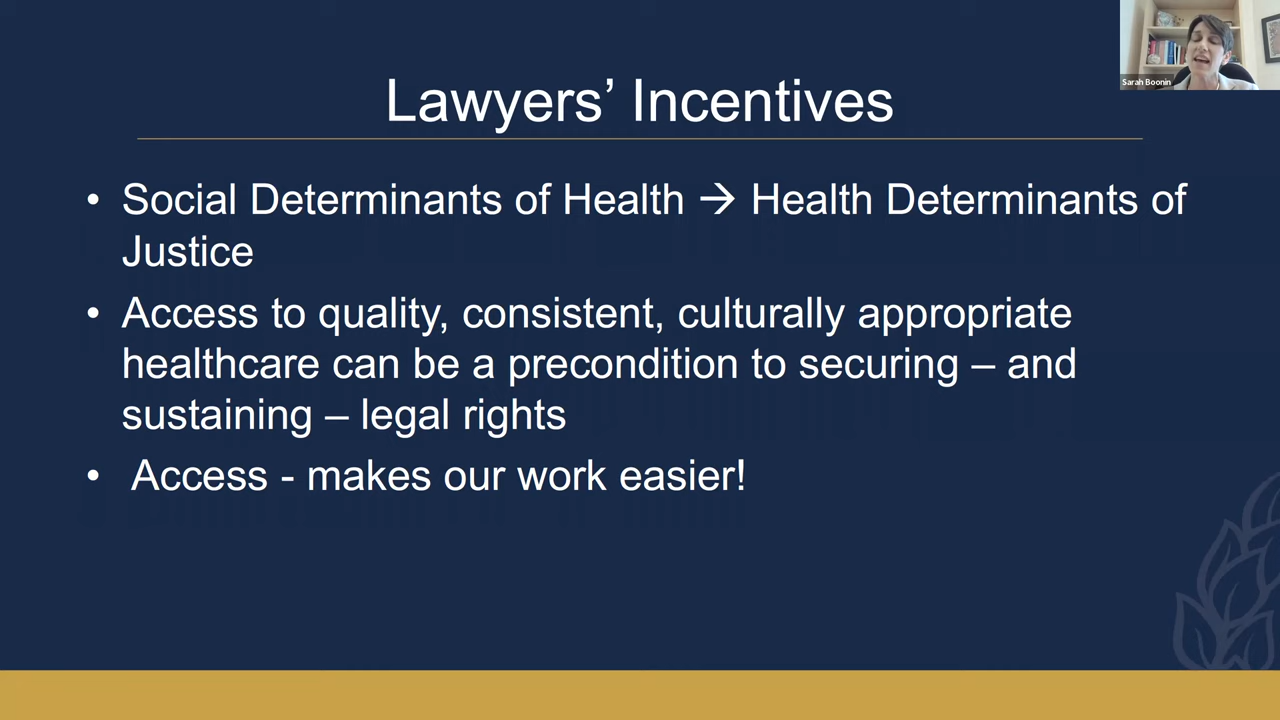 Sarah Boonin
Lawyers’ Incentives
• Social Determinants of Health → Health Determinants of
Justice
• Access to quality, consistent, culturally appropriate
healthcare can be a precondition to securing – and
sustaining – legal rights
• Access - makes our work easier!